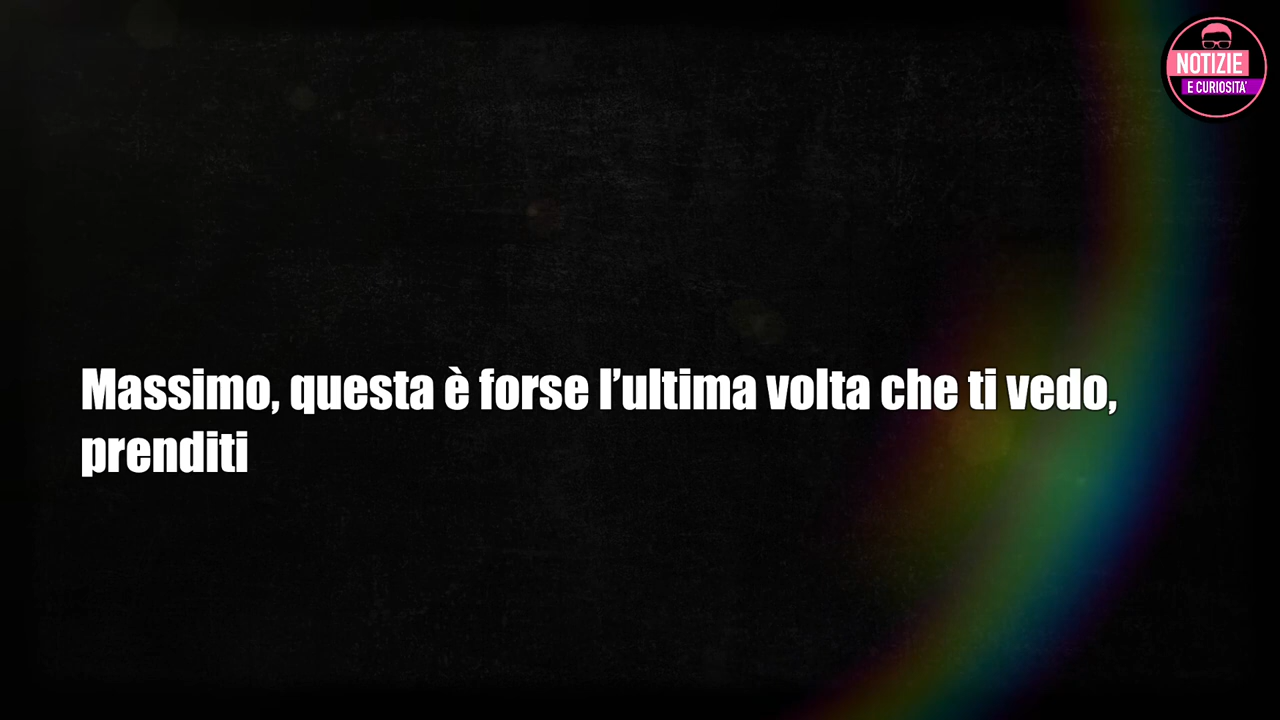 NOTIZIE
E CURIOSITA'
Massimo, questa è forse l’ultima volta che ti vedo,
prenditi